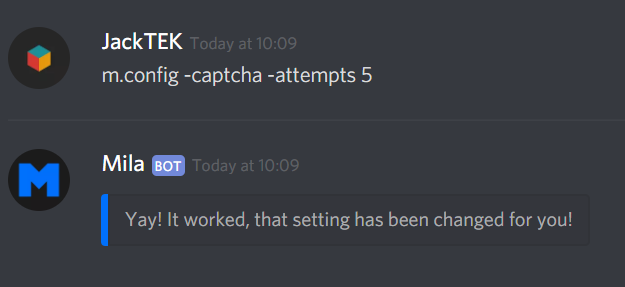 JackTEK Today at 10:09
m.config -captcha -attempts 5
M
Mila BOT Today at 10:09
Yay! It worked, that setting has been changed for you!